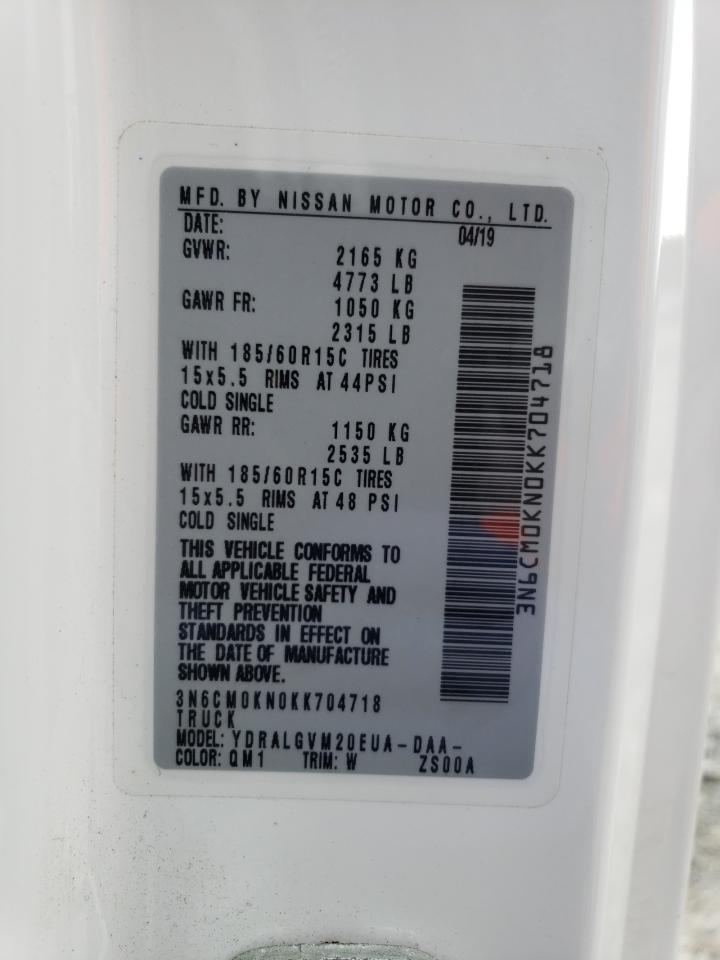 MFD. BY NISSAN MOTOR CO., LTD.
DATE: 04/19
GVWR: 2165 KG
4773 LB
GAWR FR: 1050 KG
2315 LB
WITH 185/60R15C TIRES
15x5.5 RIMS AT 44PSI
COLD SINGLE
GAWR RR: 1150 KG
2535 LB
WITH 185/60R15C TIRES
15x5.5 RIMS AT 48 PSI
COLD SINGLE
THIS VEHICLE CONFORMS TO
ALL APPLICABLE FEDERAL
MOTOR VEHICLE SAFETY AND
THEFT PREVENTION
STANDARDS IN EFFECT ON
THE DATE OF MANUFACTURE
SHOWN ABOVE.
3N6CM0KN0KK704718
TRUCK
MODEL: YDRALGVM20EUA-DAA-
COLOR: QM1 TRIM: W ZS00A
3N6CM0KN0KK704718